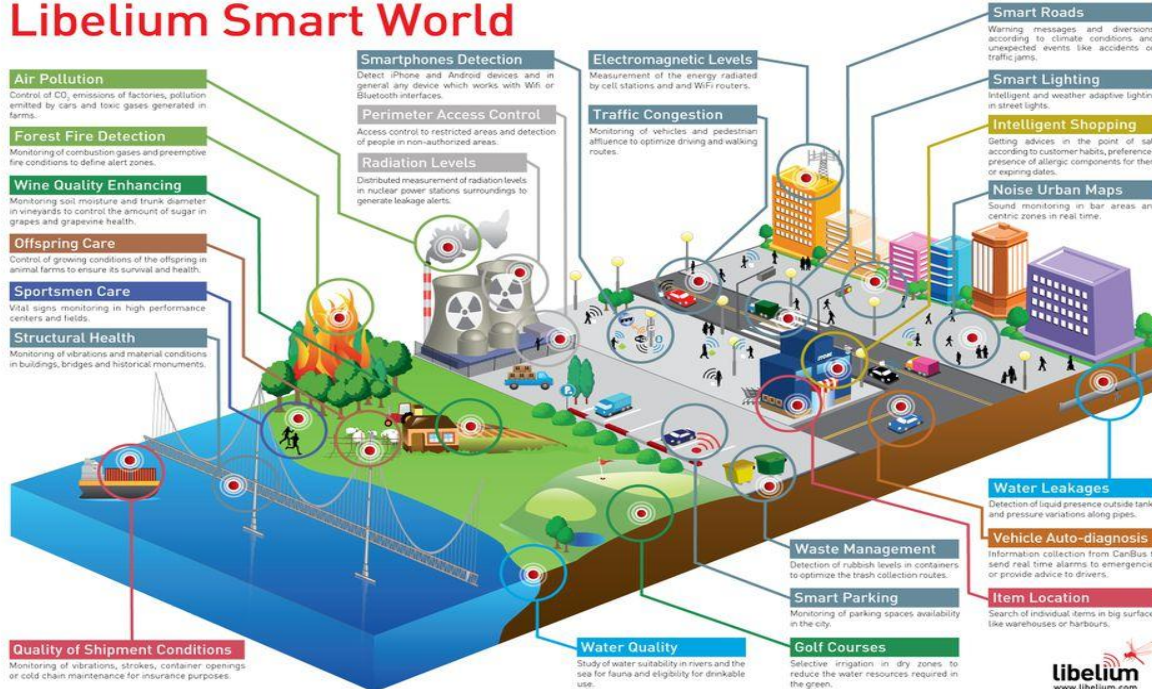 Libelium Smart World
Air Pollution
Control of CO2 emissions of factories, pollution
emitted by cars and toxic gases generated in
farms.
Forest Fire Detection
Monitoring of combustion gases and preemptive
fire conditions to define alert zones.
Wine Quality Enhancing
Monitoring soil moisture and trunk diameter
in vineyards to control the amount of sugar in
grapes and grapevine health.
Offspring Care
Control of growing conditions of the offspring in
animal farms to ensure its survival and health.
Sportsmen Care
Vital signs monitoring in high performance
centers and fields.
Structural Health
Monitoring of vibrations and material conditions
in buildings, bridges and historical monuments.
Quality of Shipment Conditions
Monitoring of vibrations, strokes, container openings
or cold chain maintenance for insurance purposes.
Smartphones Detection
Detect iPhone and Android devices and in
general any device which works with Wifi or
Bluetooth interfaces.
Perimeter Access Control
Access control to restricted areas and detection
of people in non-authorized areas.
Radiation Levels
Distributed measurement of radiation levels
in nuclear power stations surroundings to
generate leakage alerts.
Electromagnetic Levels
Measurement of the energy radiated
by cell stations and and WiFi routers.
Traffic Congestion
Monitoring of vehicles and pedestrian
affluence to optimize driving and walking
routes.
Smart Roads
Warning messages and diversions
according to climate conditions and
unexpected events like accidents or
traffic jams.
Smart Lighting
Intelligent and weather adaptive lighting
in street lights.
Intelligent Shopping
Getting advices in the point of sale
according to customer habits, preferences,
presence of allergic components for them
or expiring dates.
Noise Urban Maps
Sound monitoring in bar areas and
centric zones in real time.
STORE
Water Leakages
Detection of liquid presence outside tanks
and pressure variations along pipes.
Vehicle Auto-diagnosis
Information collection from CanBus to
send real time alarms to emergencies
or provide advice to drivers.
Item Location
Search of individual items in big surfaces
like warehouses or harbours.
Waste Management
Detection of rubbish levels in containers
to optimize the trash collection routes.
Smart Parking
Monitoring of parking spaces availability
in the city.
Golf Courses
Selective irrigation in dry zones to
reduce the water resources required in
the green.
Water Quality
Study of water suitability in rivers and the
sea for fauna and eligibility for drinkable
use.
libelium
www.libelium.com